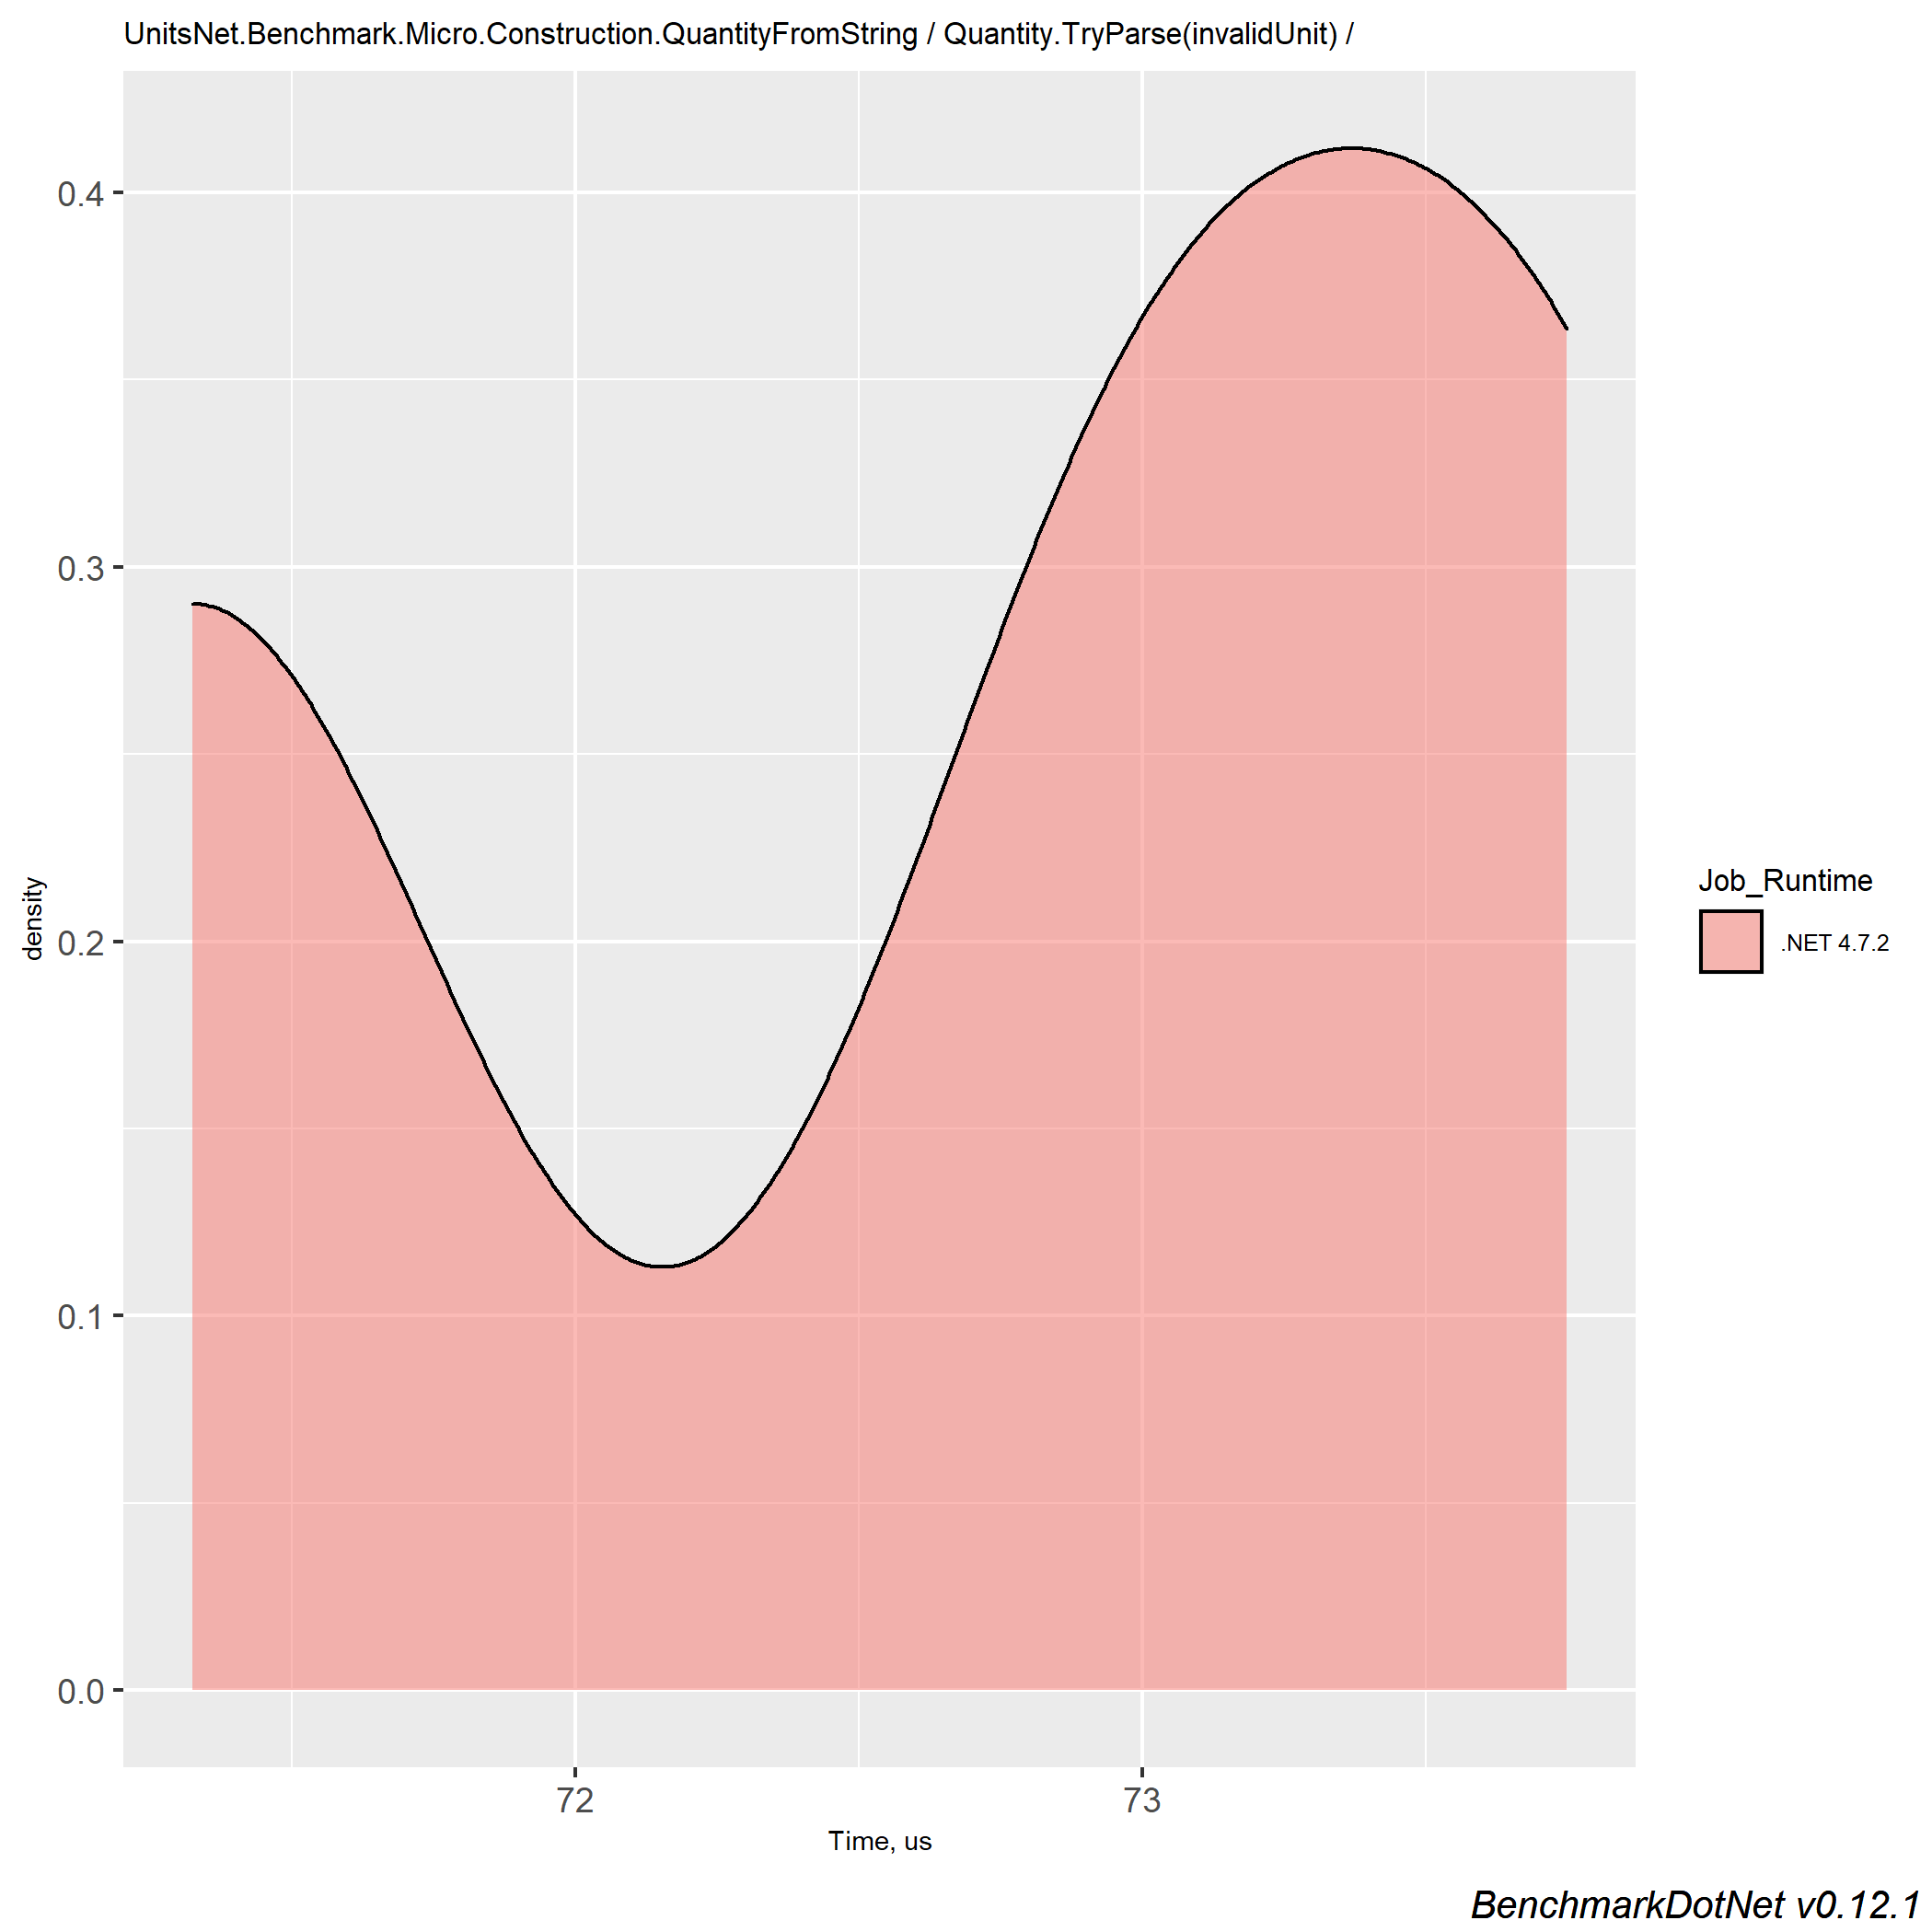 UnitsNet.Benchmark.Micro.Construction.QuantityFromString / Quantity.TryParse(invalidUnit) /
0.4
0.3
0.2
0.1
0.0
density
72
73
Time, us
Job_Runtime
.NET 4.7.2
BenchmarkDotNet v0.12.1